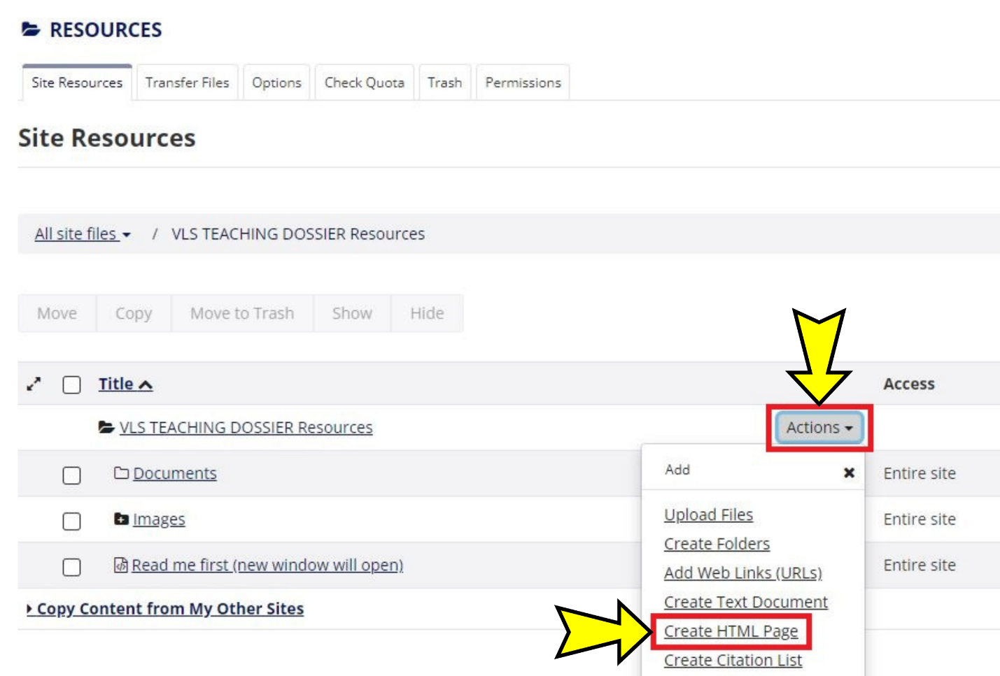 RESOURCES
Site Resources Transfer Files Options Check Quota Trash Permissions
Site Resources
All site files / VLS TEACHING DOSSIER Resources
Move Copy Move to Trash Show Hide
Title Access
VLS TEACHING DOSSIER Resources Actions
Add
Documents Entire site
Upload Files
Images Entire site
Create Folders
Read me first (new window will open) Entire site
Add Web Links (URLs)
Create Text Document
Copy Content from My Other Sites
Create HTML Page
Create Citation List